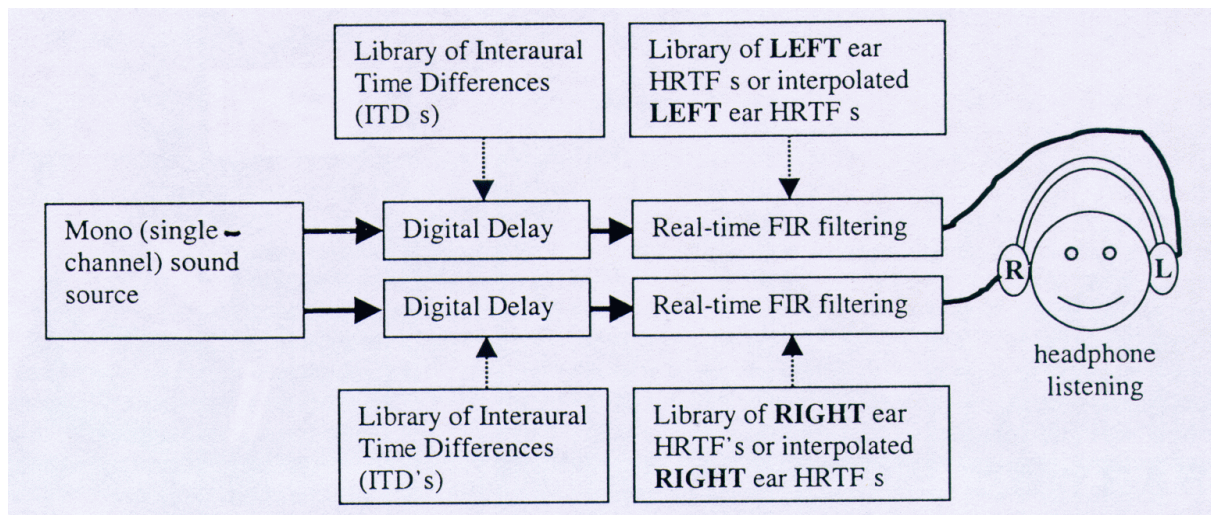 Library of Interaural
Time Differences
(ITD s)
Library of LEFT ear
HRTF s or interpolated
LEFT ear HRTF s
Mono (single -
channel) sound
source
Digital Delay
Real-time FIR filtering
Digital Delay
Real-time FIR filtering
R
L
headphone
listening
Library of Interaural
Time Differences
(ITD's)
Library of RIGHT ear
HRTF's or interpolated
RIGHT ear HRTF s